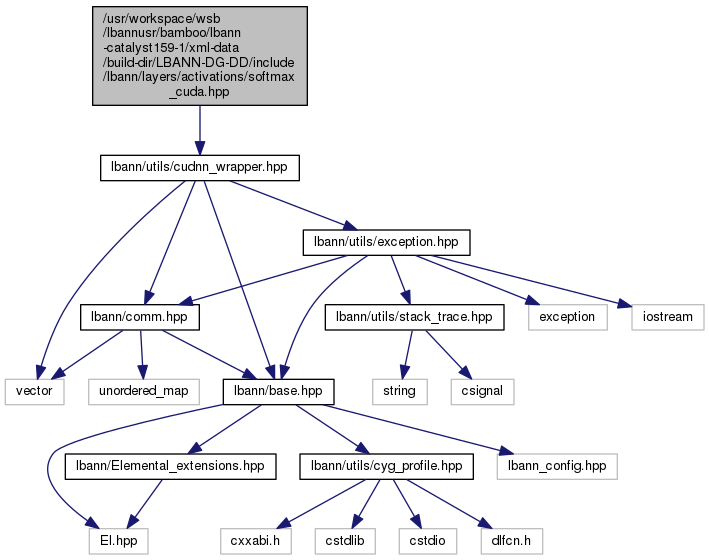 /usr/workspace/wsb
/lbannusr/bamboo/lbann
-catalyst159-1/xml-data
/build-dir/LBANN-DG-DD/include
/lbann/layers/activations/softmax
_cuda.hpp
lbann/utils/cudnn_wrapper.hpp
lbann/utils/exception.hpp
lbann/comm.hpp
lbann/utils/stack_trace.hpp
exception
iostream
vector
unordered_map
lbann/base.hpp
string
csignal
lbann/Elemental_extensions.hpp
lbann/utils/cyg_profile.hpp
lbann_config.hpp
El.hpp
cxxabi.h
cstdlib
cstdio
dlfcn.h